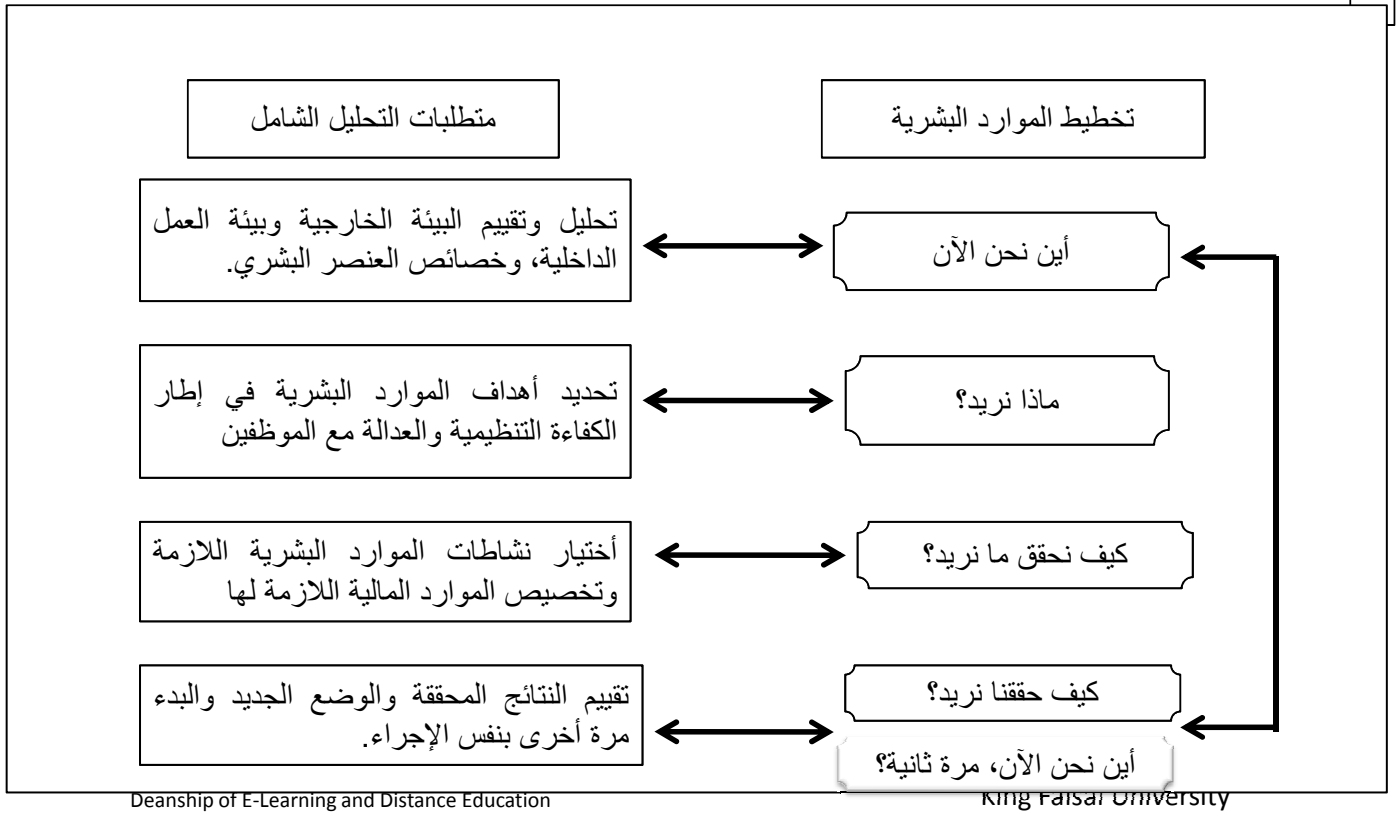 تخطيط الموارد البشرية
متطلبات التحليل الشامل
أين نحن الآن
تحليل وتقييم البيئة الخارجية وبيئة العمل
الداخلية، وخصائص العنصر البشري.
ماذا نريد؟
تحديد أهداف الموارد البشرية في إطار
الكفاءة التنظيمية والعدالة مع الموظفين
كيف نحقق ما نريد؟
أختيار نشاطات الموارد البشرية اللازمة
وتخصيص الموارد المالية اللازمة لها
كيف حققنا نريد؟
أين نحن الآن، مرة ثانية؟
تقييم النتائج المحققة والوضع الجديد والبدء
مرة أخرى بنفس الإجراء.
Deanship of E-Learning and Distance Education
King Faisal University